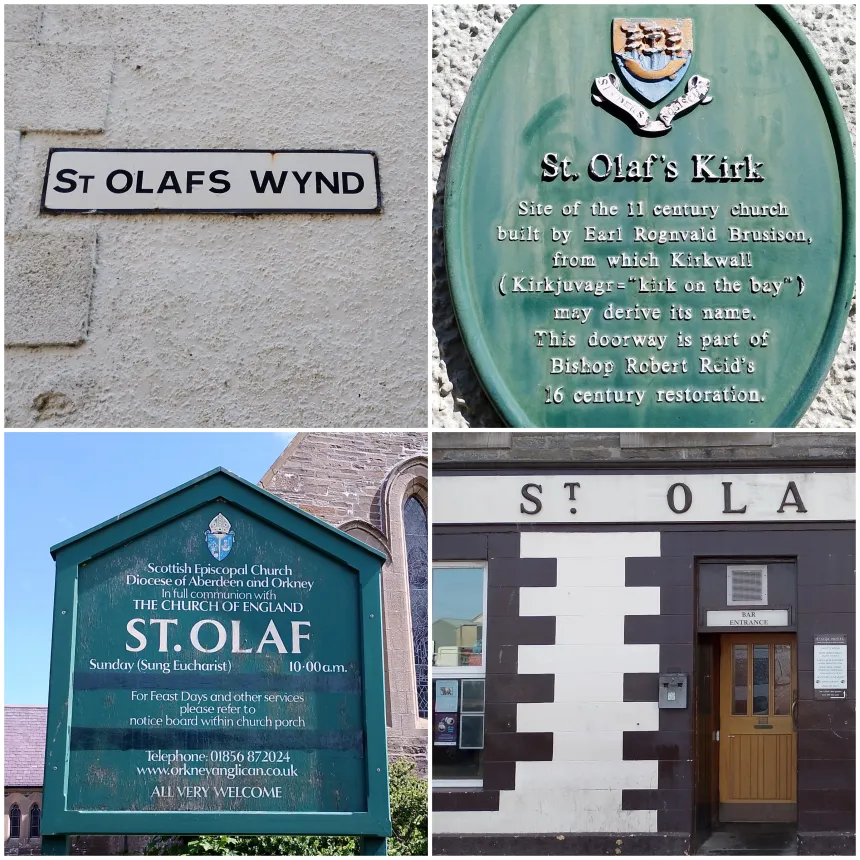 ST OLAFS WYND
St. Olaf's Kirk
Site of the 11 century church
built by Earl Rognvald Brusison,
from which Kirkwall
(Kirkjuvagr="kirk on the bay")
may derive its name.
This doorway is part of
Bishop Robert Reid's
16 century restoration.
Scottish Episcopal Church
Diocese of Aberdeen and Orkney
In full communion with
THE CHURCH OF ENGLAND
ST. OLAF
Sunday (Sung Eucharist) 10·00 a.m.
For Feast Days and other services
please refer to
notice board within church porch
Telephone: 01856 872024
www.orkneyanglican.co.uk
ALL VERY WELCOME
ST. OLA
BAR
ENTRANCE